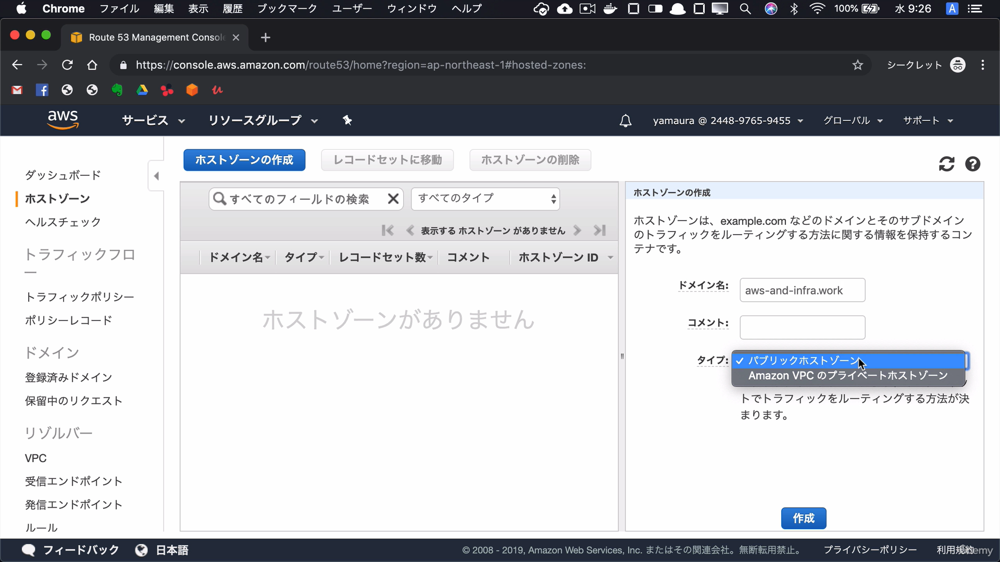 Chrome ファイル 編集 表示 履歴 ブックマーク ユーザー ウィンドウ ヘルプ 100% 水 9:26 A
Route 53 Management Consol
https://console.aws.amazon.com/route53/home?region=ap-northeast-1#hosted-zones: シークレット
aws サービス リソースグループ yamaura @ 2448-9765-9455 グローバル サポート
ダッシュボード
ホストゾーン
ヘルスチェック
トラフィックフロ
ー
トラフィックポリシー
ポリシーレコード
ドメイン
登録済みドメイン
保留中のリクエスト
リゾルバー
VPC
受信エンドポイント
発信エンドポイント
ルール
ホストゾーンの作成 レコードセットに移動 ホストゾーンの削除
すべてのフィールドの検索 すべてのタイプ
表示する ホストゾーン がありません
ドメイン名 タイプ レコードセット数 コメント ホストゾーン ID
ホストゾーンがありません
ホストゾーンの作成
ホストゾーンは、example.com などのドメインとそのサブドメイン
のトラフィックをルーティングする方法に関する情報を保持するコン
テナです。
ドメイン名: aws-and-infra.work
コメント:
タイプ: パブリックホストゾーン
Amazon VPC のプライベートホストゾーン
トでトラフィックをルーティングする方法が決
まります。
作成
フィードバック 日本語 © 2008 - 2019, Amazon Web Services, Inc. またはその関連会社。無断転用禁止。 プライバシーポリシー 利用規約